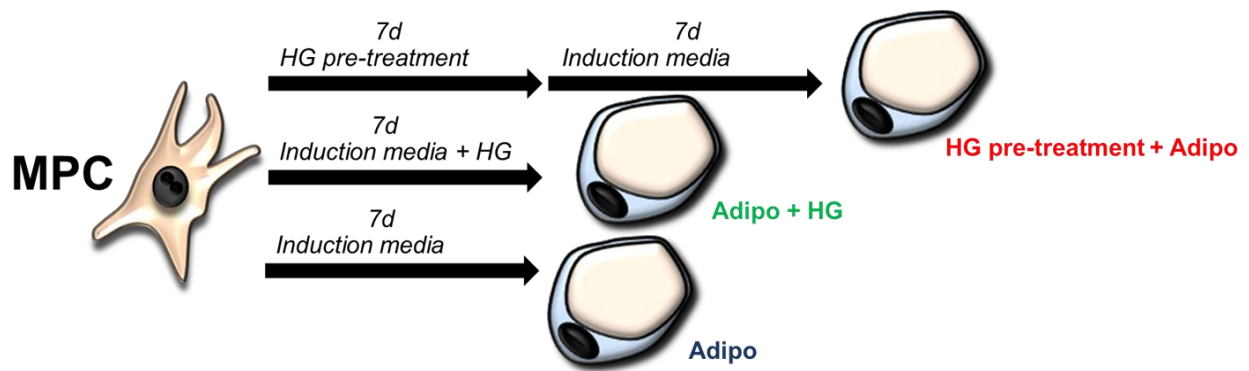 7d
HG pre-treatment
7d
Induction media
HG pre-treatment + Adipo
MPC
7d
Induction media + HG
Adipo + HG
7d
Induction media
Adipo